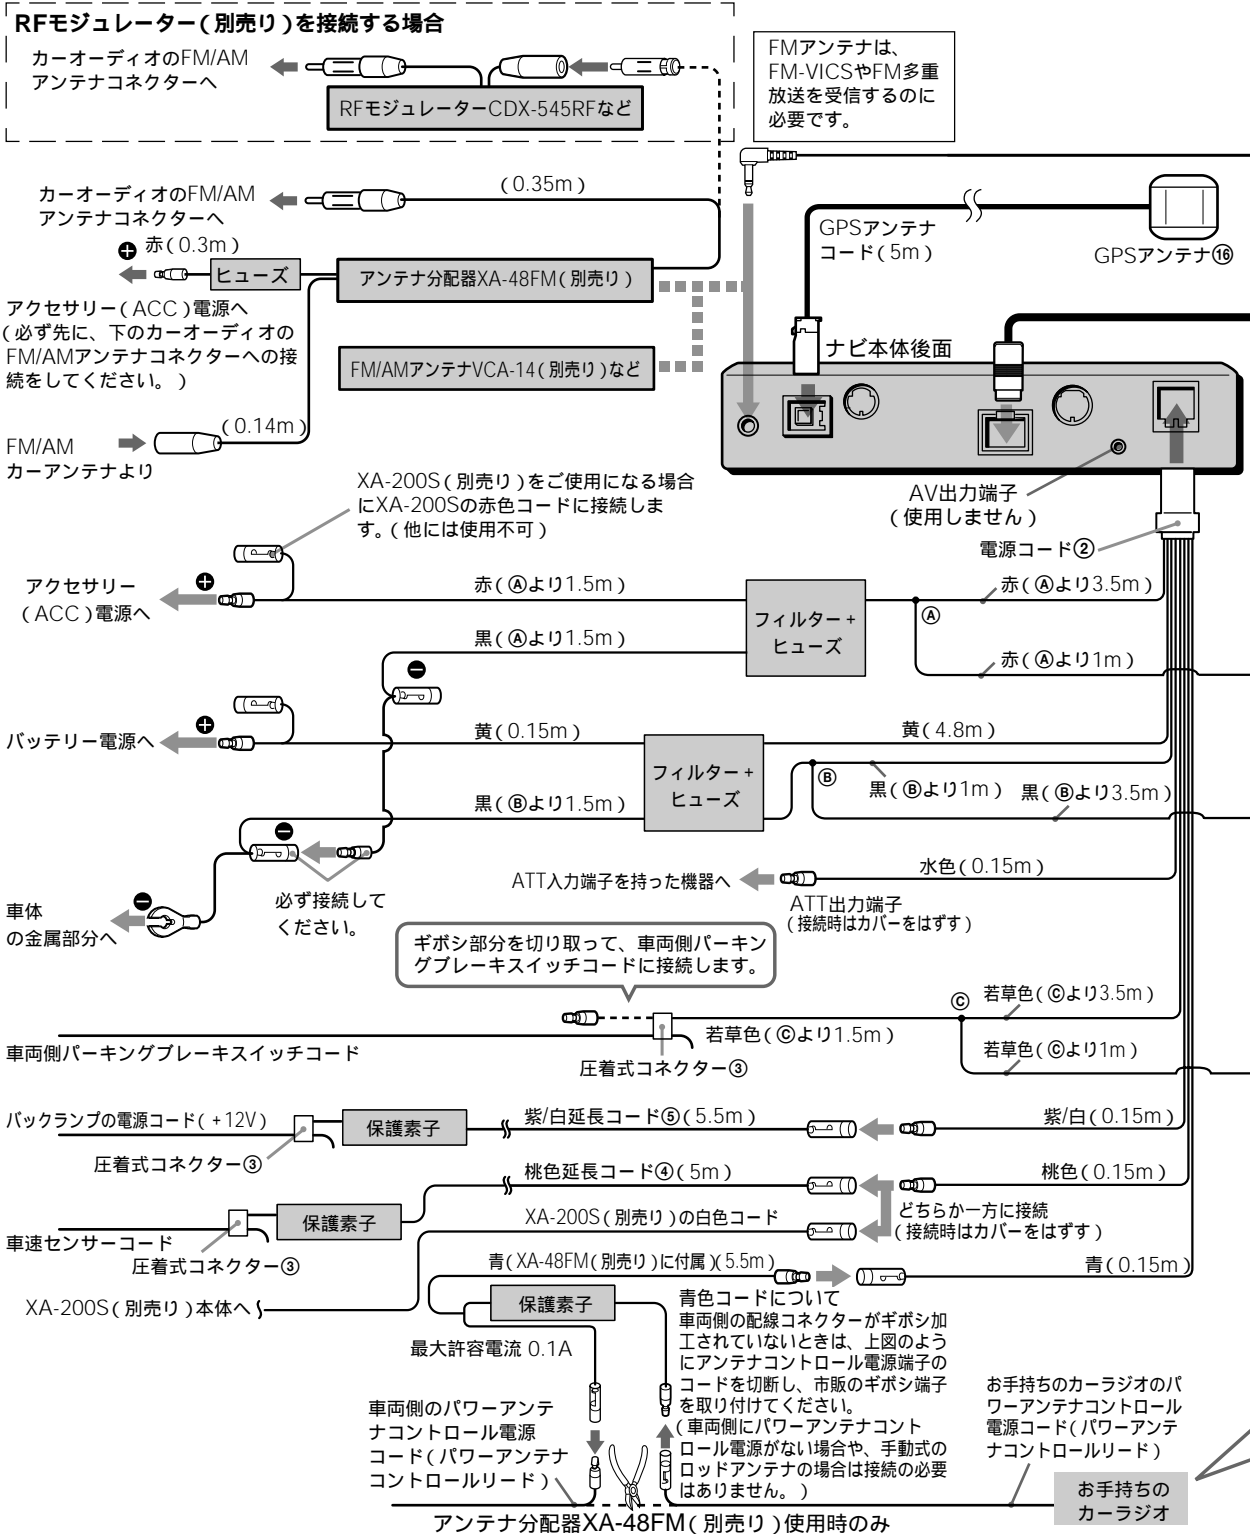 RFモジュレーター(別売り)を接続する場合
カーオーディオのFM/AM
アンテナコネクターへ
RFモジュレーターCDX-545RFなど
FMアンテナは、
FM-VICSやFM多重
放送を受信するのに
必要です。
カーオーディオのFM/AM
アンテナコネクターへ
(0.35m)
GPSアンテナ
コード(5m)
GPSアンテナ⑯
⊕ 赤(0.3m)
ヒューズ
アンテナ分配器XA-48FM(別売り)
アクセサリー(ACC)電源へ
(必ず先に、下のカーオーディオの
FM/AMアンテナコネクターへの接
続をしてください。)
FM/AMアンテナVCA-14(別売り)など
ナビ本体後面
(0.14m)
FM/AM
カーアンテナより
XA-200S(別売り)をご使用になる場合
にXA-200Sの赤色コードに接続しま
す。(他には使用不可)
AV出力端子
(使用しません)
電源コード②
アクセサリー
(ACC)電源へ
⊕
赤(Ⓐより1.5m)
フィルター+
ヒューズ
赤(Ⓐより3.5m)
Ⓐ
黒(Ⓐより1.5m)
⊖
赤(Ⓐより1m)
バッテリー電源へ
⊕
黄(0.15m)
フィルター+
ヒューズ
黄(4.8m)
Ⓑ
黒(Ⓑより1m)
黒(Ⓑより3.5m)
黒(Ⓑより1.5m)
⊖
必ず接続して
ください。
車体
の金属部分へ
⊖
ATT入力端子を持った機器へ
水色(0.15m)
ATT出力端子
(接続時はカバーをはずす)
ギボシ部分を切り取って、車両側パーキン
グブレーキスイッチコードに接続します。
Ⓒ
若草色(Ⓒより3.5m)
若草色(Ⓒより1.5m)
若草色(Ⓒより1m)
車両側パーキングブレーキスイッチコード
圧着式コネクター③
バックランプの電源コード(+12V)
保護素子
紫/白延長コード⑤(5.5m)
紫/白(0.15m)
圧着式コネクター③
桃色延長コード④(5m)
桃色(0.15m)
保護素子
XA-200S(別売り)の白色コード
どちらか一方に接続
(接続時はカバーをはずす)
車速センサーコード
圧着式コネクター③
青(XA-48FM(別売り)に付属)(5.5m)
青(0.15m)
XA-200S(別売り)本体へ
保護素子
最大許容電流 0.1A
青色コードについて
車両側の配線コネクターがギボシ加
工されていないときは、上図のよう
にアンテナコントロール電源端子の
コードを切断し、市販のギボシ端子
を取り付けてください。
(車両側にパワーアンテナコント
ロール電源がない場合や、手動式の
ロッドアンテナの場合は接続の必要
はありません。)
車両側のパワーアンテ
ナコントロール電源
コード(パワーアンテナ
コントロールリード)
お手持ちのカーラジオのパ
ワーアンテナコントロール
電源コード(パワーアンテ
ナコントロールリード)
お手持ちの
カーラジオ
アンテナ分配器XA-48FM(別売り)使用時のみ